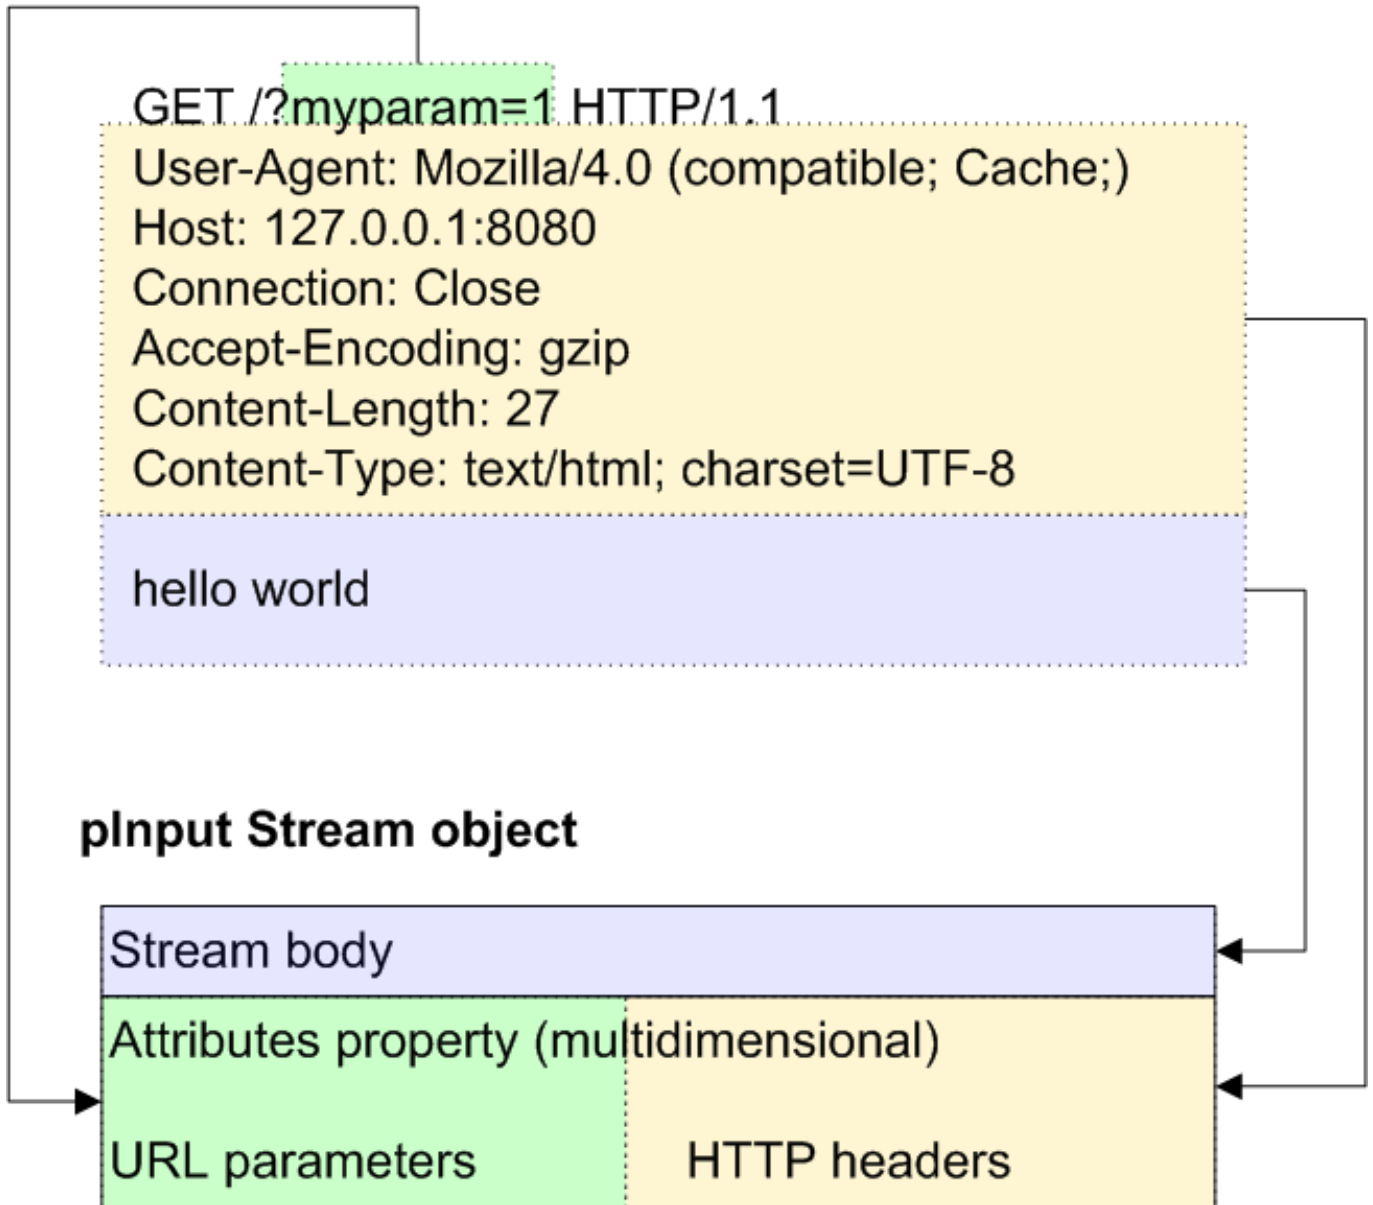 GET /?myparam=1 HTTP/1.1
User-Agent: Mozilla/4.0 (compatible; Cache;)
Host: 127.0.0.1:8080
Connection: Close
Accept-Encoding: gzip
Content-Length: 27
Content-Type: text/html; charset=UTF-8
hello world
pInput Stream object
Stream body
Attributes property (multidimensional)
URL parameters
HTTP headers